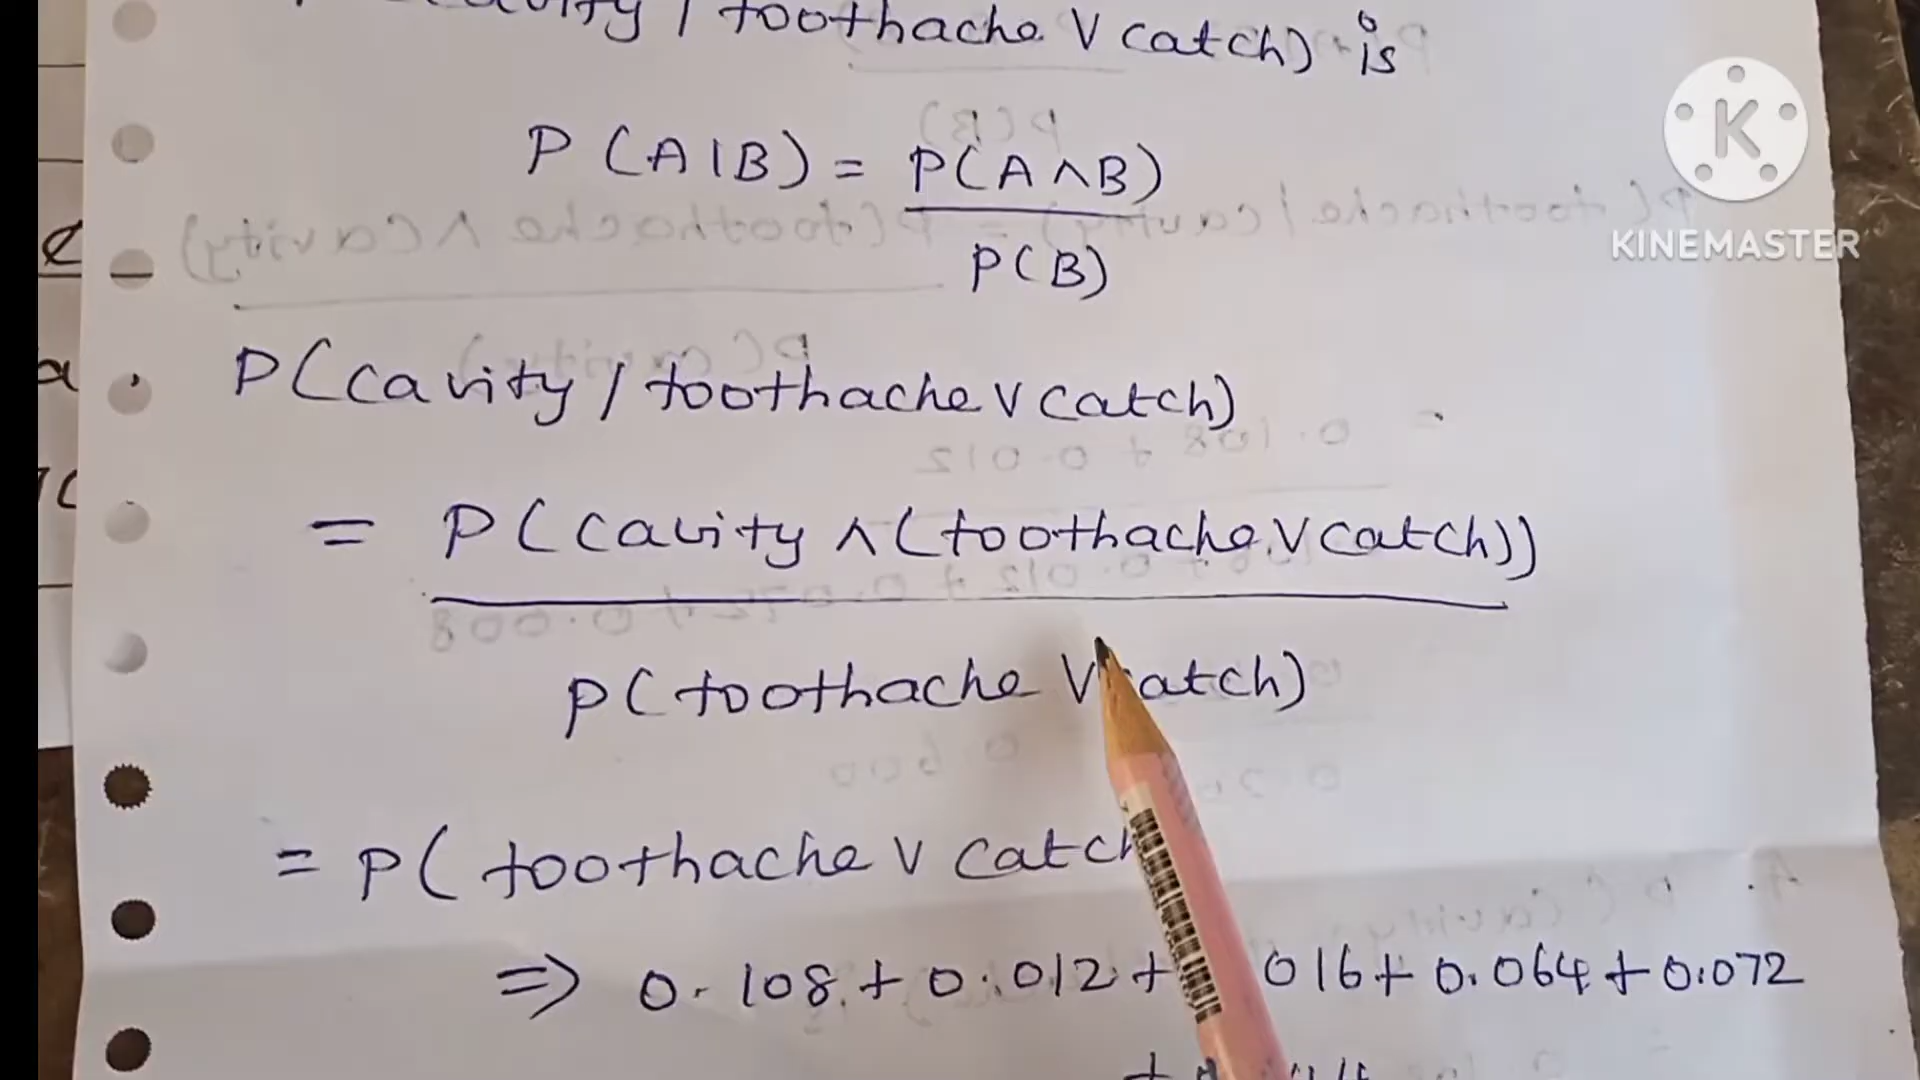 cavity / toothache V catch) is
P (A|B) = P(A ∧ B)
P(B)
P(cavity / toothache V catch)
= P(cavity ∧ (toothache V catch))
P(toothache V catch)
= P( toothache V catch
=> 0.108 + 0.012 + 016 + 0.064 + 0.072
+
KINEMASTER